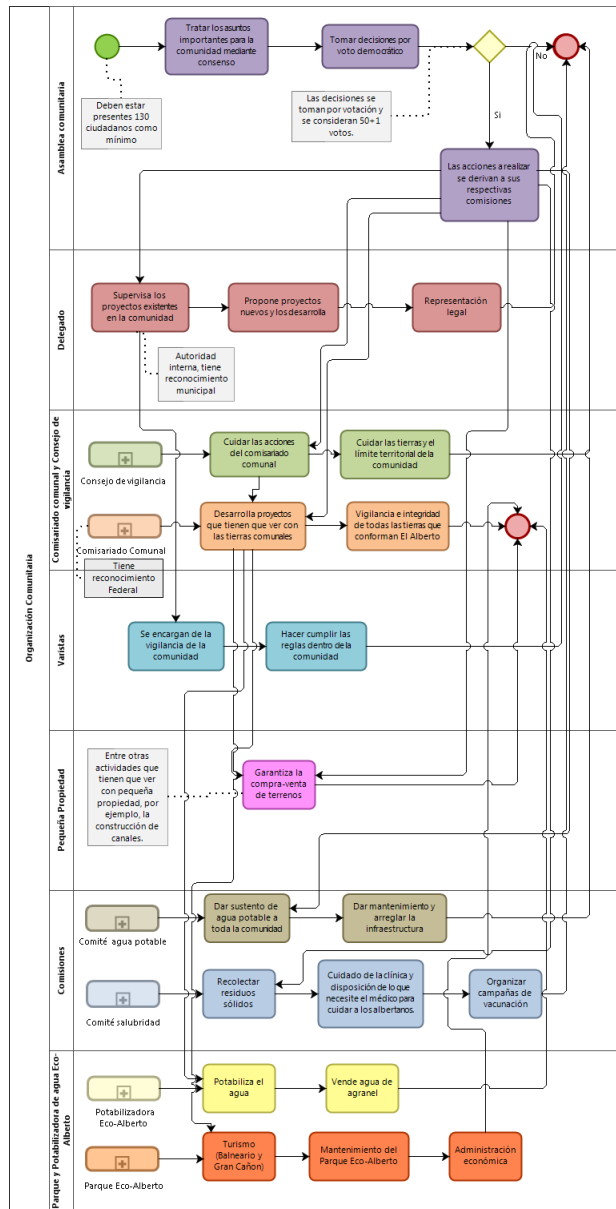 Organización Comunitaria
Asamblea comunitaria
Tratar los asuntos
importantes para la
comunidad mediante
consenso
Tomar decisiones por
voto democrático
No
Deben estar
presentes 130
ciudadanos como
mínimo
Las decisiones se
toman por votación y
se consideran 50+1
votos.
Si
Las acciones a realizar
se derivan a sus
respectivas
comisiones
Delegado
Supervisa los
proyectos existentes
en la comunidad
Propone proyectos
nuevos y los desarrolla
Representación
legal
Autoridad
interna, tiene
reconocimiento
municipal
Comisariado comunal y Consejo de
vigilancia
Consejo de vigilancia
Cuidar las acciones
del comisariado
comunal
Cuidar las tierras y el
límite territorial de la
comunidad
Comisariado Comunal
Desarrolla proyectos
que tienen que ver con
las tierras comunales
Vigilancia e integridad
de todas las tierras que
conforman El Alberto
Tiene
reconocimiento
Federal
Varistas
Se encargan de la
vigilancia de la
comunidad
Hacer cumplir las
reglas dentro de la
comunidad
Pequeña Propiedad
Entre otras
actividades que
tienen que ver
con pequeña
propiedad, por
ejemplo, la
construcción de
canales.
Garantiza la
compra-venta
de terrenos
Comisiones
Comité agua potable
Dar sustento de
agua potable a
toda la comunidad
Dar mantenimiento y
arreglar la
infraestructura
Comité salubridad
Recolectar
residuos
sólidos
Cuidado de la clínica y
disposición de lo que
necesite el médico para
cuidar a los albertanos.
Organizar
campañas de
vacunación
Parque y Potabilizadora de agua Eco-
Alberto
Potabilizadora
Eco-Alberto
Potabiliza el
agua
Vende agua de
agranel
Parque Eco-Alberto
Turismo
(Balneario y
Gran Cañon)
Mantenimiento del
Parque Eco-Alberto
Administración
económica